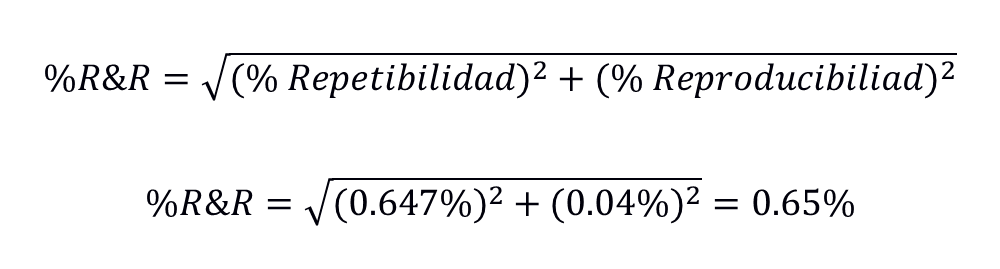 %R&R = √(% Repetibilidad)² + (% Reproducibiliad)²
%R&R = √(0.647%)² + (0.04%)² = 0.65%